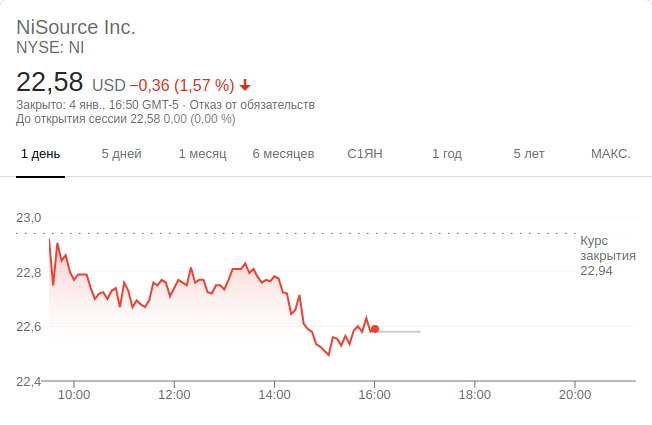 NiSource Inc.
NYSE: NI
22,58 USD −0,36 (1,57 %)
Закрыто: 4 янв., 16:50 GMT-5 · Отказ от обязательств
До открытия сессии 22,58 0,00 (0,00 %)
1 день 5 дней 1 месяц 6 месяцев С1ЯН 1 год 5 лет МАКС.
23,0
Курс
закрытия
22,94
22,8
22,6
22,4
10:00 12:00 14:00 16:00 18:00 20:00